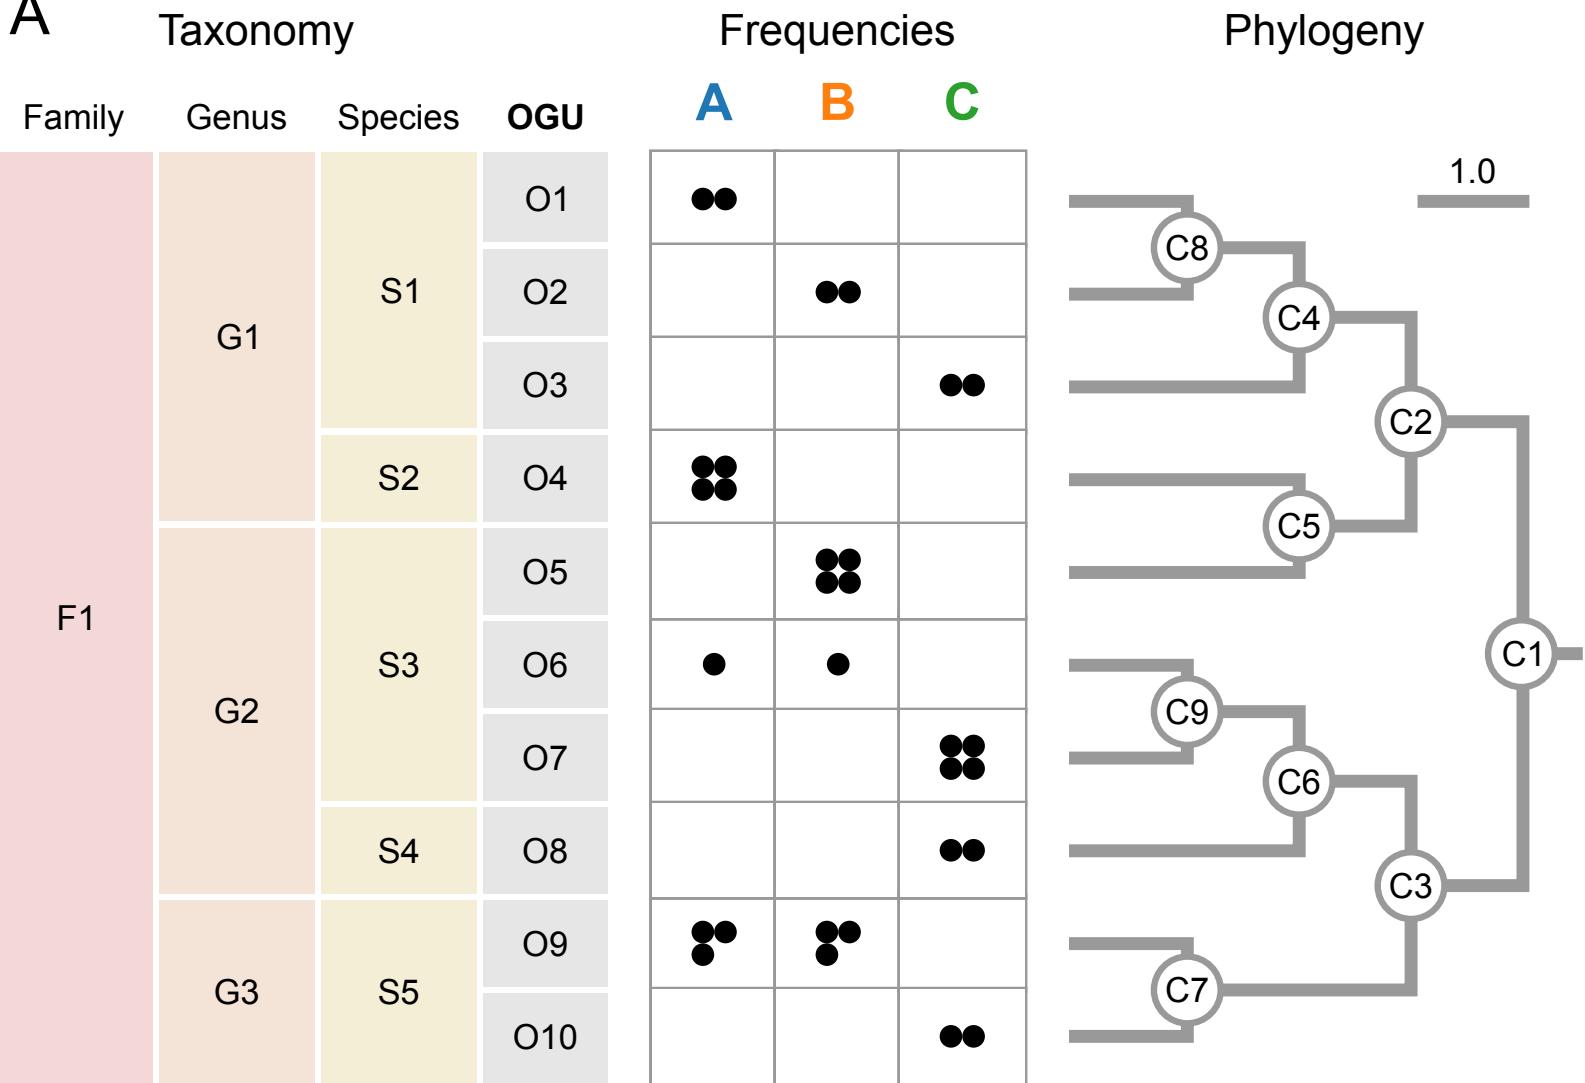 A
Taxonomy Frequencies Phylogeny
Family Genus Species OGU A B C
1.0
O1
C8
O2
S1
C4
G1
O3
C2
S2 O4
C5
O5
F1
S3 O6
C1
G2
C9
O7
C6
S4 O8
C3
O9
G3 S5
C7
O10